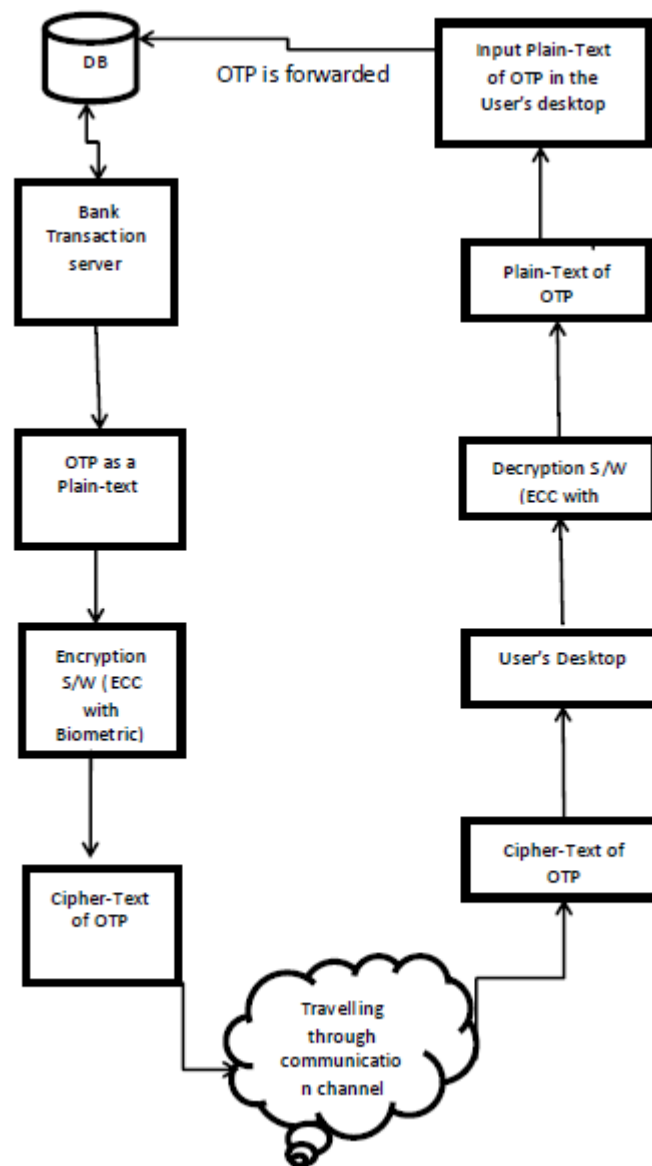 DB
OTP is forwarded
Input Plain-Text
of OTP in the
User's desktop
Bank
Transaction
server
Plain-Text of
OTP
OTP as a
Plain-text
Decryption S/W
(ECC with
Encryption
S/W (ECC
with
Biometric)
User's Desktop
Cipher-Text
of OTP
Cipher-Text of
OTP
Travelling
through
communicatio
n channel